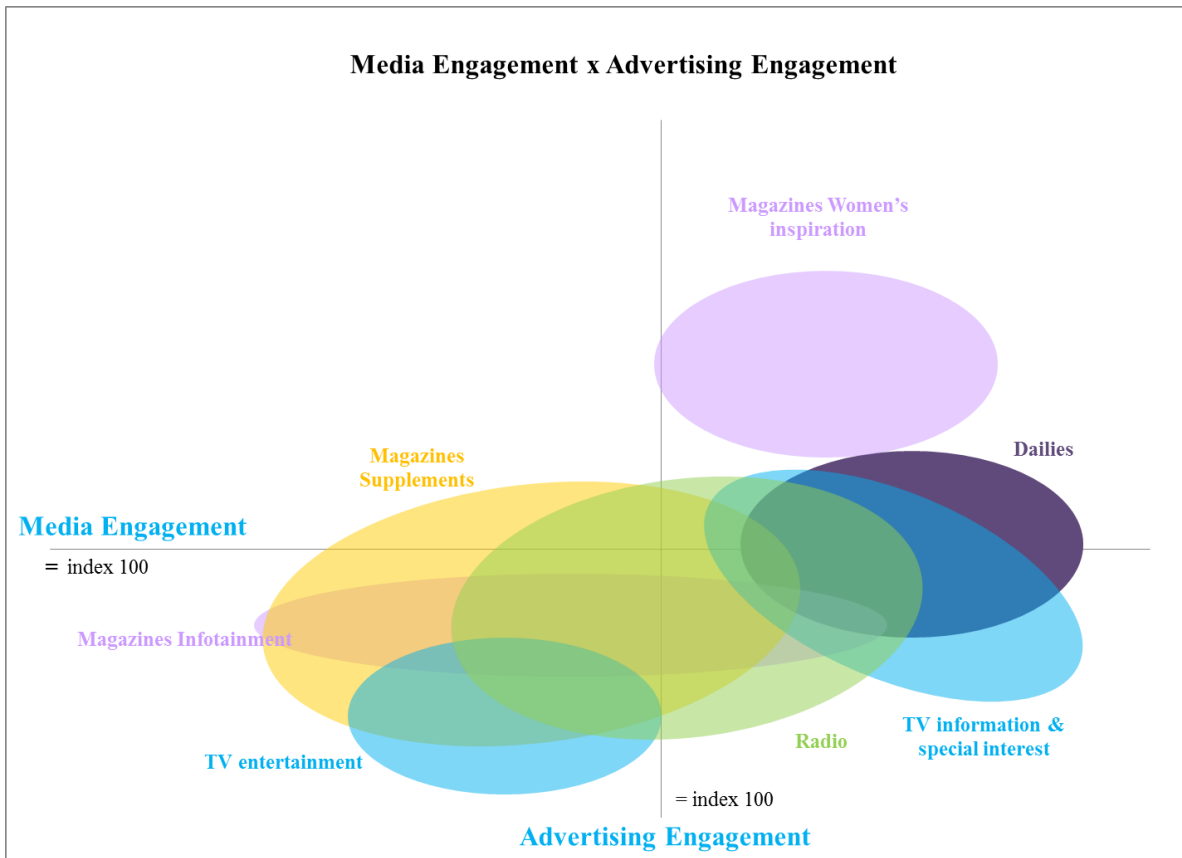 Media Engagement x Advertising Engagement
Magazines Women’s
inspiration
Dailies
Magazines
Supplements
Media Engagement
= index 100
Magazines Infotainment
TV information &
special interest
Radio
TV entertainment
= index 100
Advertising Engagement